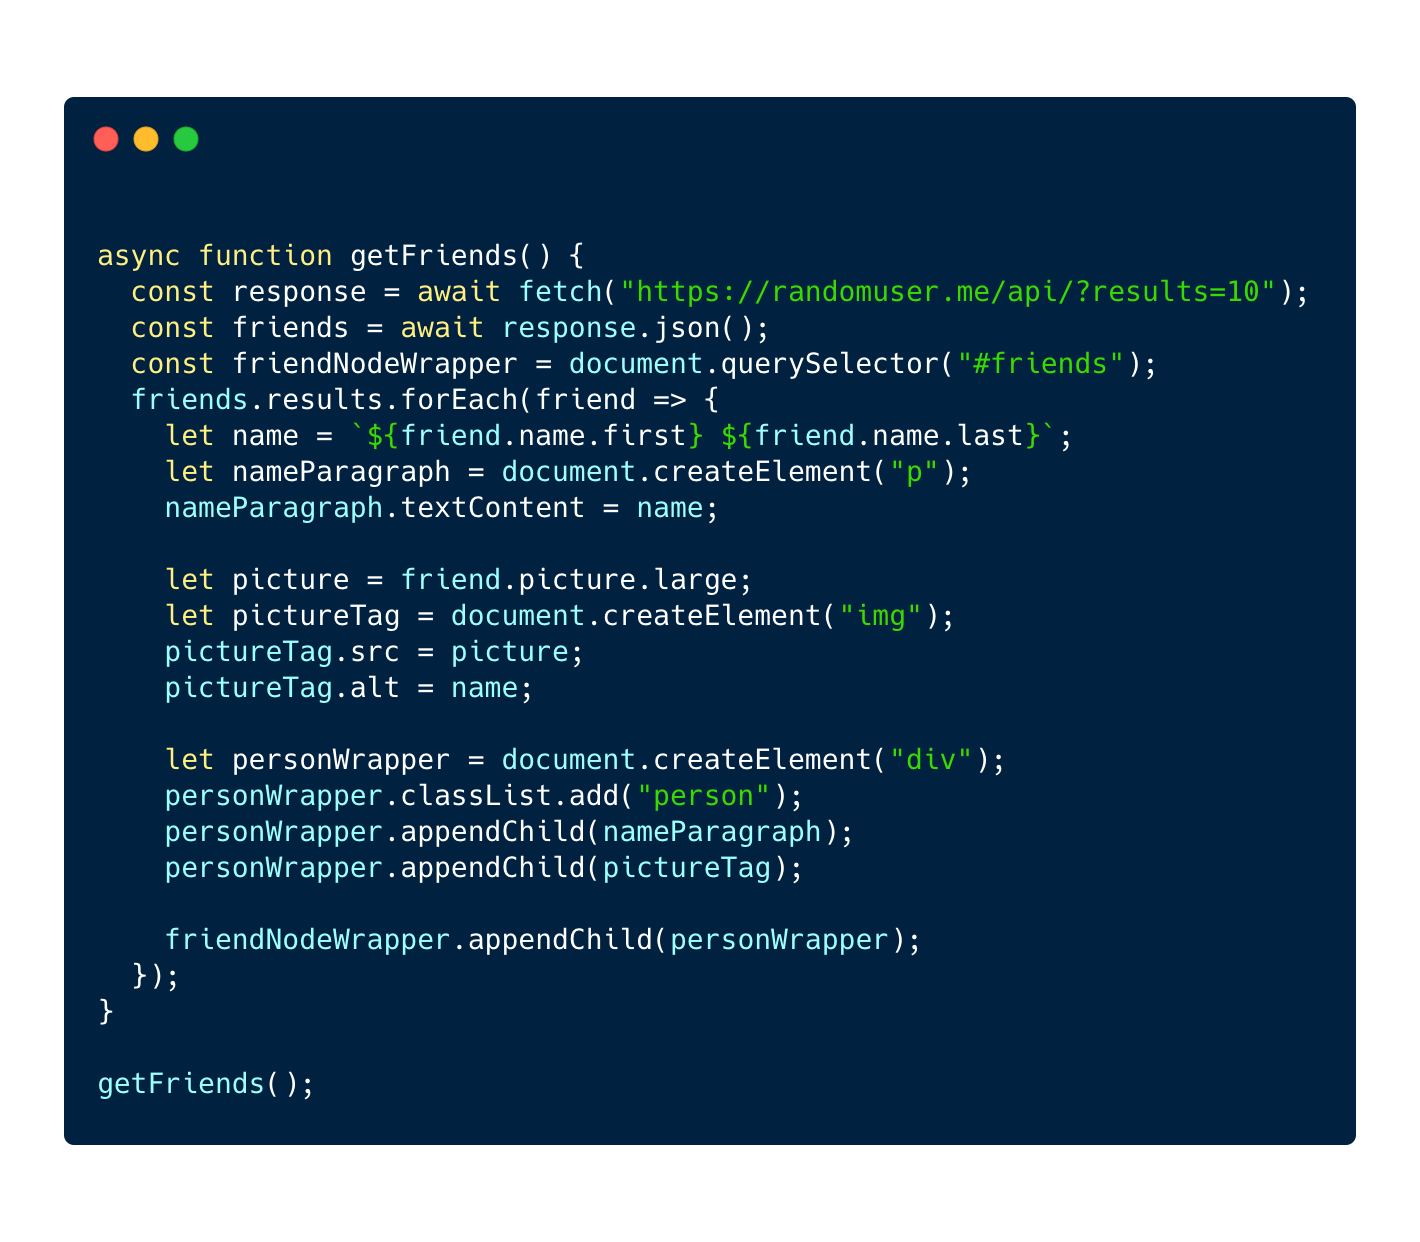 async function getFriends() {
  const response = await fetch("https://randomuser.me/api/?results=10");
  const friends = await response.json();
  const friendNodeWrapper = document.querySelector("#friends");
  friends.results.forEach(friend => {
    let name = `${friend.name.first} ${friend.name.last}`;
    let nameParagraph = document.createElement("p");
    nameParagraph.textContent = name;

    let picture = friend.picture.large;
    let pictureTag = document.createElement("img");
    pictureTag.src = picture;
    pictureTag.alt = name;

    let personWrapper = document.createElement("div");
    personWrapper.classList.add("person");
    personWrapper.appendChild(nameParagraph);
    personWrapper.appendChild(pictureTag);

    friendNodeWrapper.appendChild(personWrapper);
  });
}

getFriends();